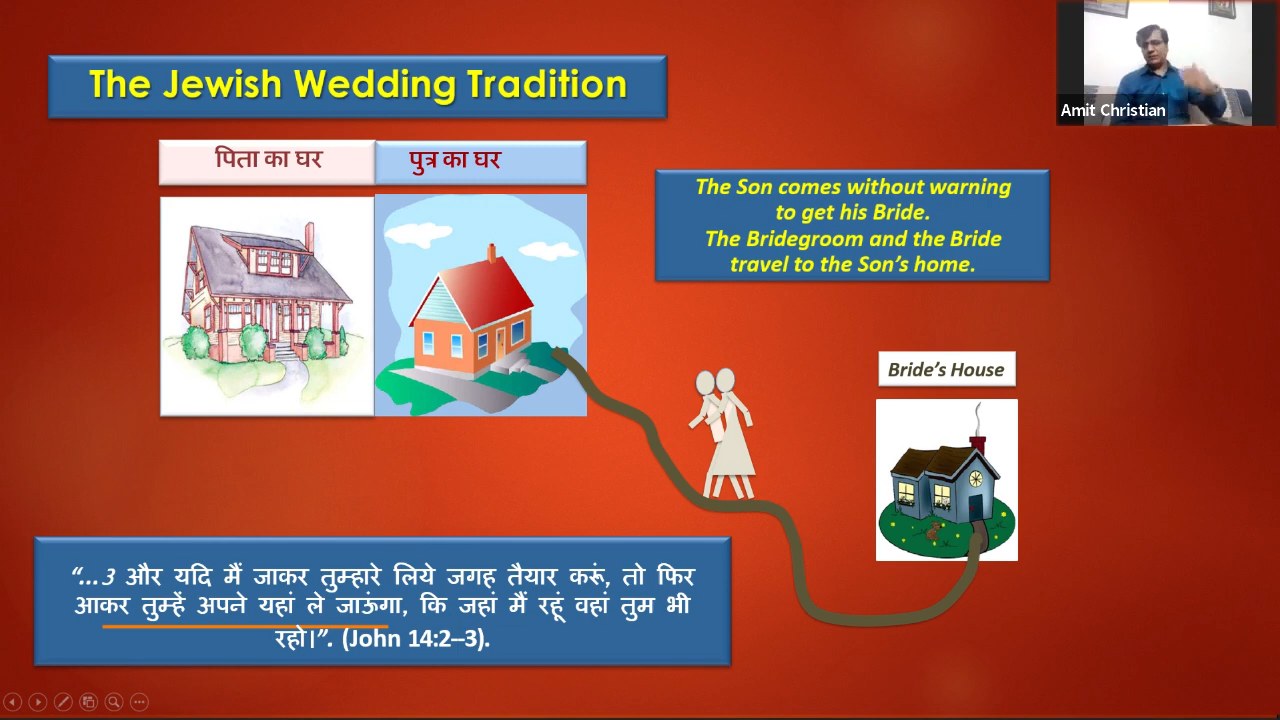 The Jewish Wedding Tradition
Amit Christian
पिता का घर
पुत्र का घर
The Son comes without warning
to get his Bride.
The Bridegroom and the Bride
travel to the Son’s home.
Bride’s House
“...3 और यदि मैं जाकर तुम्हारे लिये जगह तैयार करूं, तो फिर
आकर तुम्हें अपने यहां ले जाऊंगा, कि जहां मैं रहूं वहां तुम भी
रहो।”. (John 14:2--3).